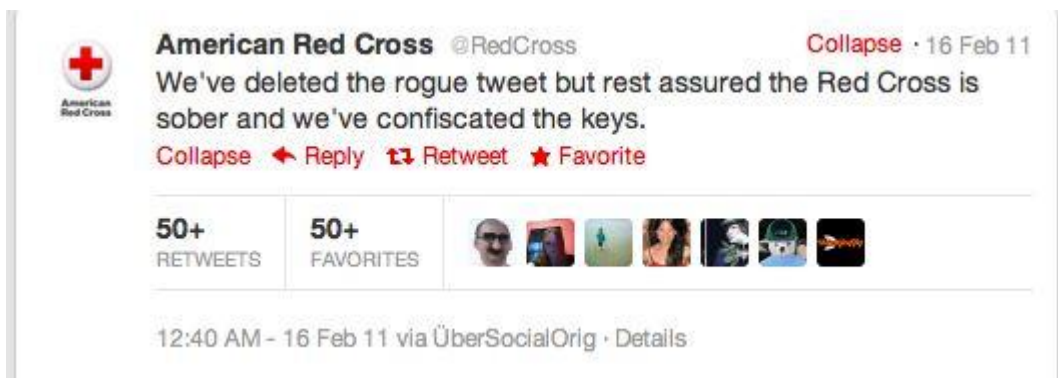 American Red Cross @RedCross Collapse · 16 Feb 11
We've deleted the rogue tweet but rest assured the Red Cross is
sober and we've confiscated the keys.
American
Red Cross
Collapse Reply Retweet Favorite
50+ 50+
RETWEETS FAVORITES
12:40 AM - 16 Feb 11 via ÜberSocialOrig · Details